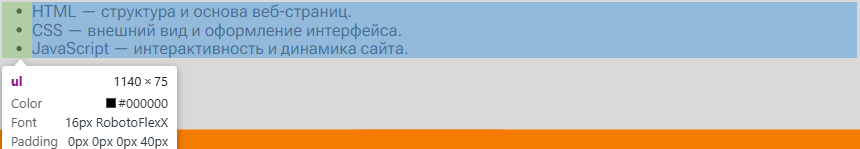 • HTML — структура и основа веб-страниц.
• CSS — внешний вид и оформление интерфейса.
• JavaScript — интерактивность и динамика сайта.
ul 1140 × 75
Color #000000
Font 16px RobotoFlexX
Padding 0px 0px 0px 40px